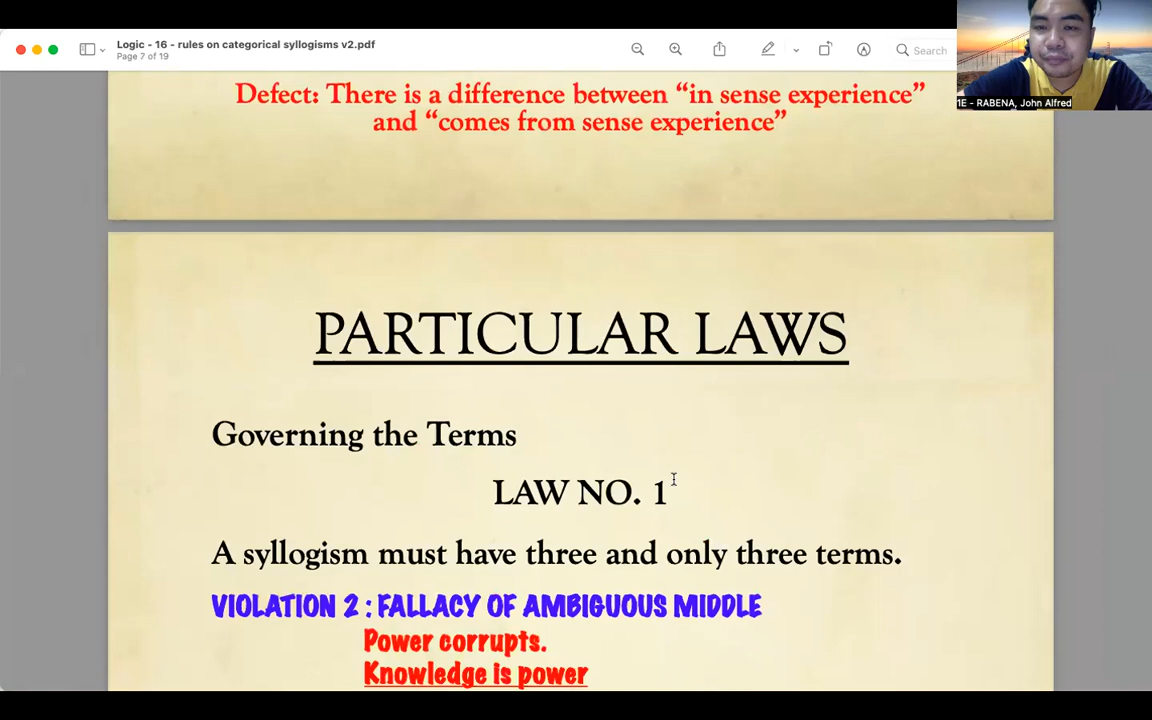 Logic - 16 - rules on categorical syllogisms v2.pdf
Page 7 of 19
Search
1E - RABENA, John Alfred
Defect: There is a difference between “in sense experience”
and “comes from sense experience”
PARTICULAR LAWS
Governing the Terms
LAW NO. 1
A syllogism must have three and only three terms.
VIOLATION 2 : FALLACY OF AMBIGUOUS MIDDLE
Power corrupts.
Knowledge is power